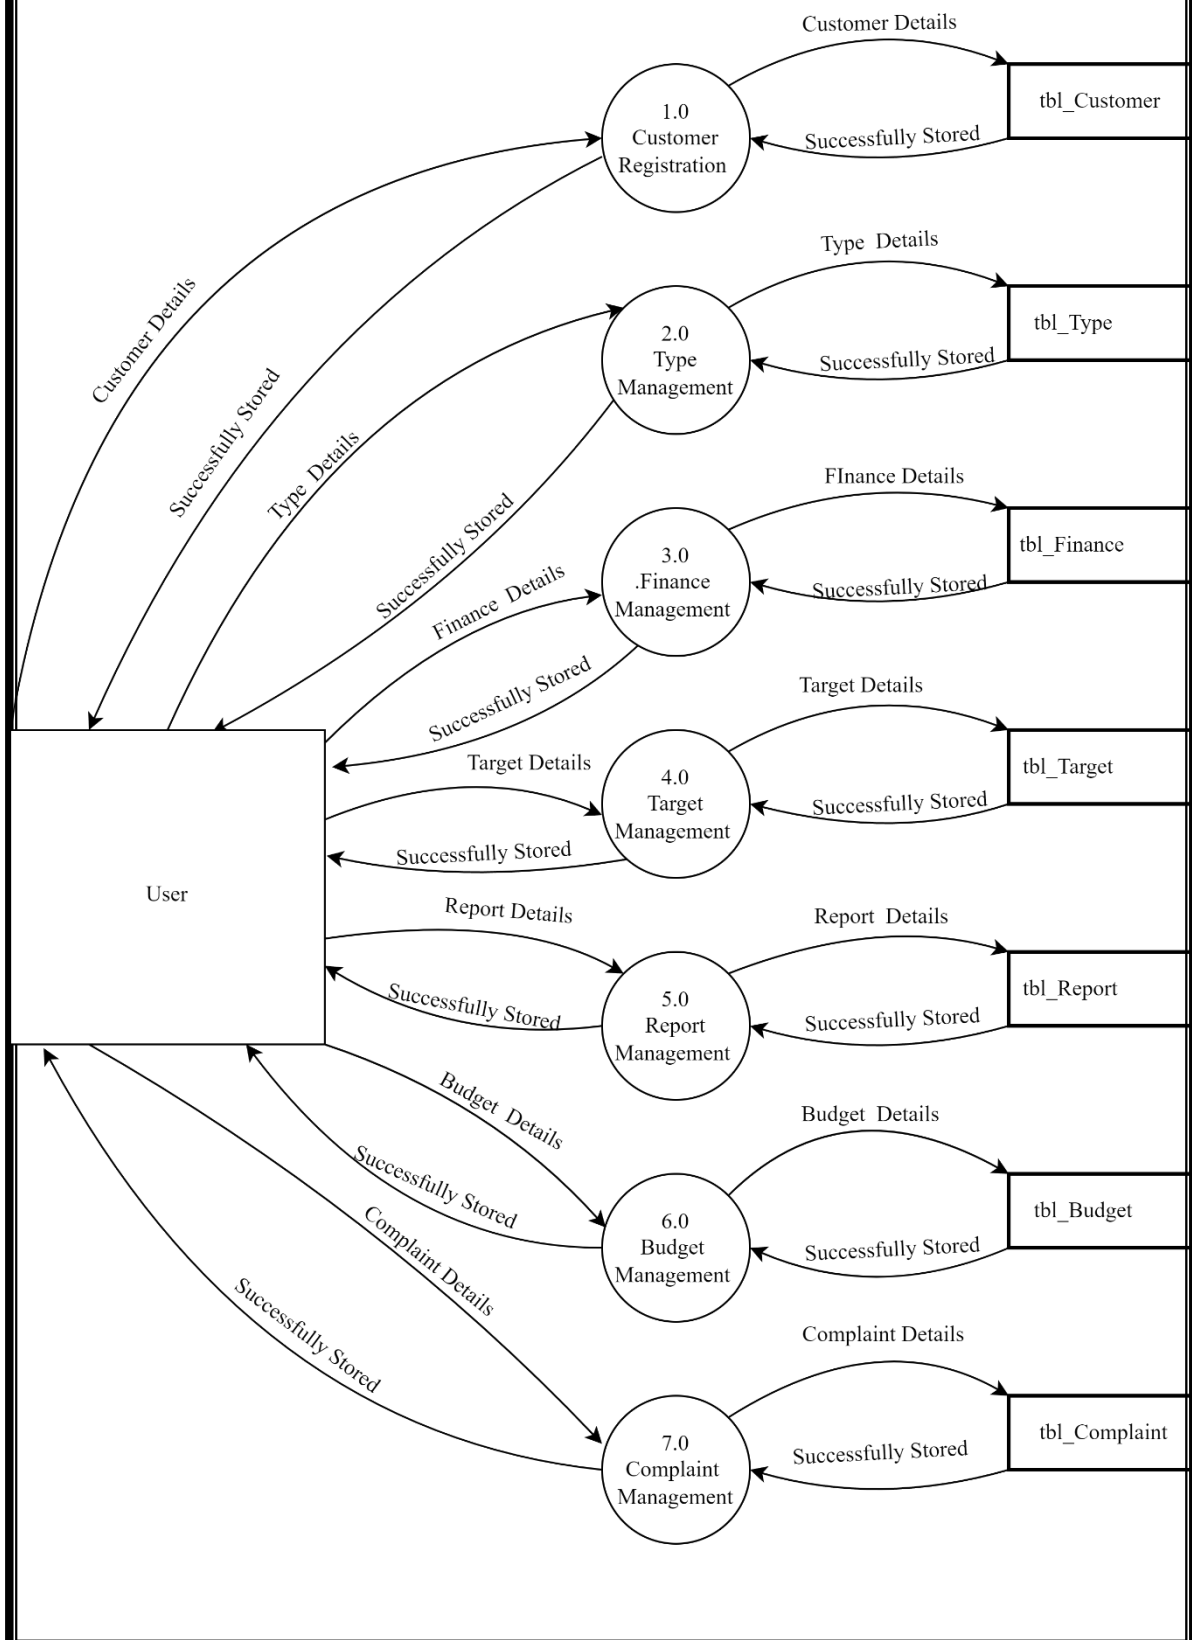 Customer Details
1.0
Customer
Registration
tbl_Customer
Successfully Stored
Customer Details
Successfully Stored
Type  Details
2.0
Type
Management
tbl_Type
Successfully Stored
Type  Details
Successfully Stored
FInance Details
3.0
.Finance
Management
tbl_Finance
Successfully Stored
Finance  Details
Successfully Stored
Target Details
4.0
Target
Management
tbl_Target
Successfully Stored
Target Details
Successfully Stored
User
Report Details
Successfully Stored
Report  Details
5.0
Report
Management
tbl_Report
Successfully Stored
Budget  Details
Successfully Stored
Budget  Details
6.0
Budget
Management
tbl_Budget
Successfully Stored
Complaint Details
Successfully Stored
Complaint Details
7.0
Complaint
Management
tbl_Complaint
Successfully Stored